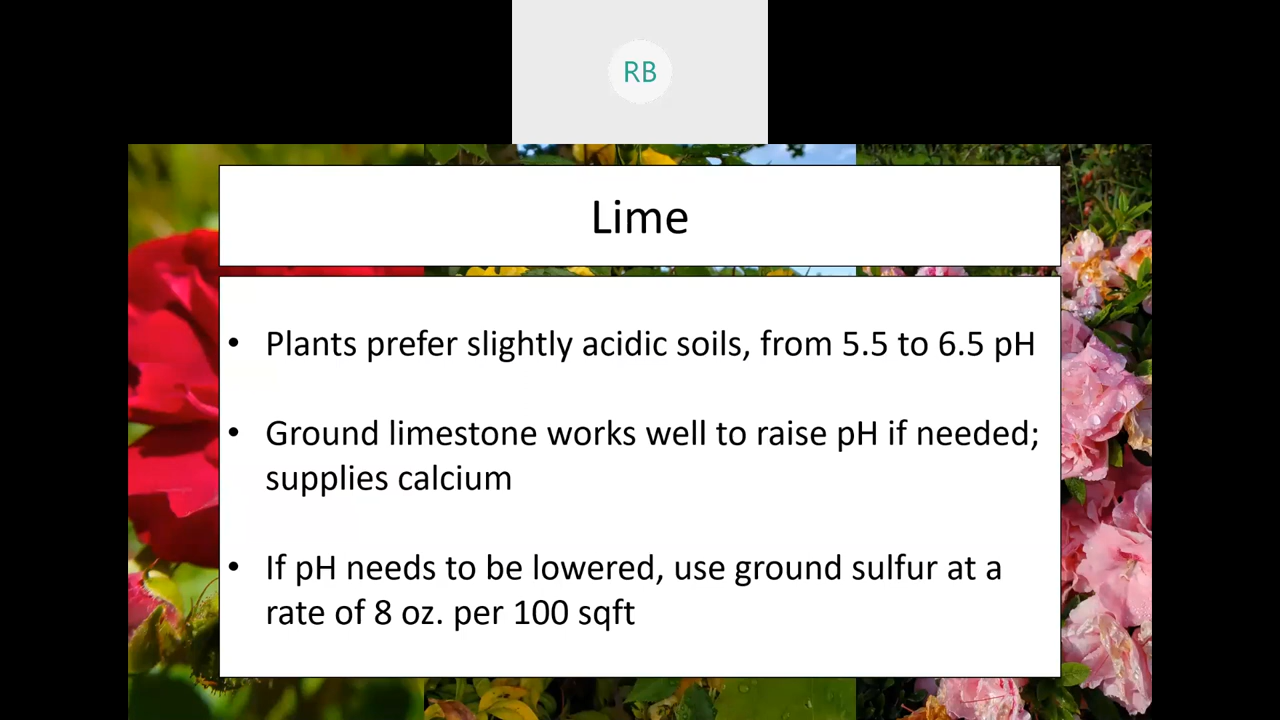 RB
Lime
• Plants prefer slightly acidic soils, from 5.5 to 6.5 pH
• Ground limestone works well to raise pH if needed;
supplies calcium
• If pH needs to be lowered, use ground sulfur at a
rate of 8 oz. per 100 sqft